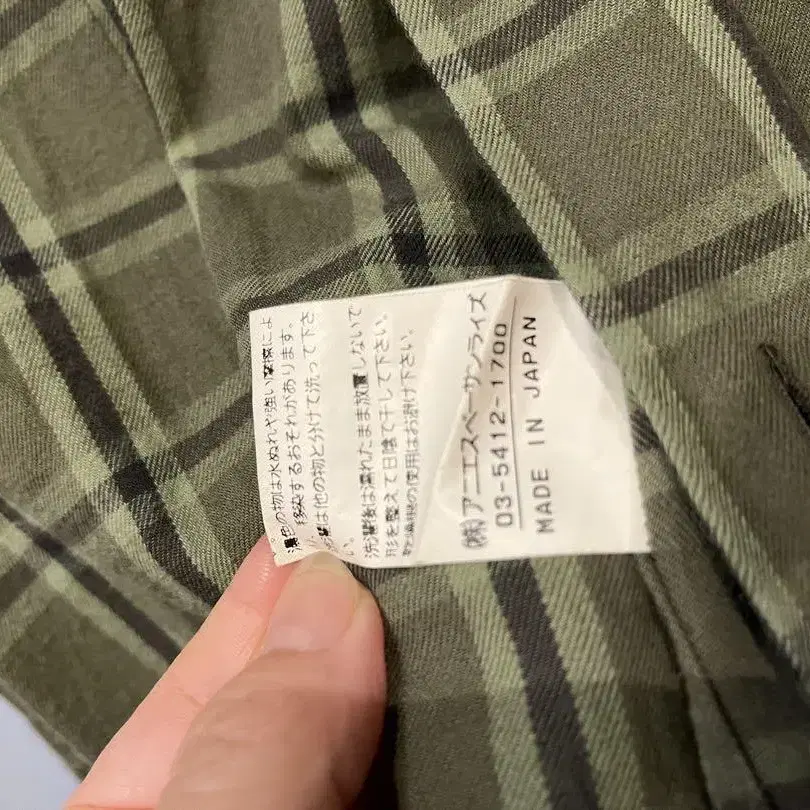 濃色の物は水ぬれや強い摩擦によ
移染するおそれがあります。
は他の物と分けて洗って下さ
い。
洗濯後は濡れたまま放置しないで
形を整えて日陰で干して下さい。
の使用はお避け下さい。
(株)アニエスベーサンライズ
03-5412-1700
MADE IN JAPAN